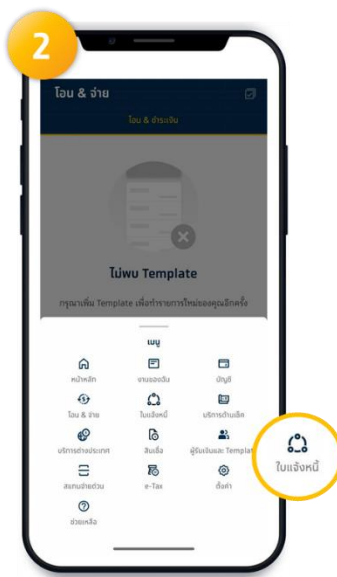 2
โอน & จ่าย
โอน & ชำระเงิน
ไม่พบ Template
กรุณาเพิ่ม Template เพื่อทำรายการใหม่ของคุณอีกครั้ง
เมนู
หน้าหลัก งานของฉัน บัญชี
โอน & จ่าย ใบแจ้งหนี้ บริการด้านเช็ค
บริการต่างประเทศ สินเชื่อ ผู้รับเงินและ Template
สแกนจ่ายด่วน e-Tax ตั้งค่า
ช่วยเหลือ
ใบแจ้งหนี้